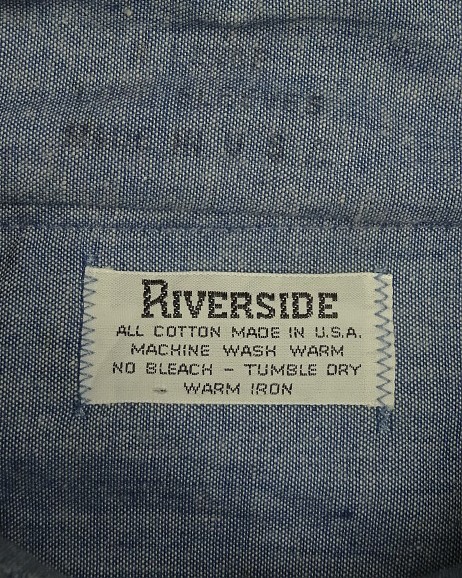 RIVERSIDE
ALL COTTON MADE IN U.S.A.
MACHINE WASH WARM
NO BLEACH – TUMBLE DRY
WARM IRON